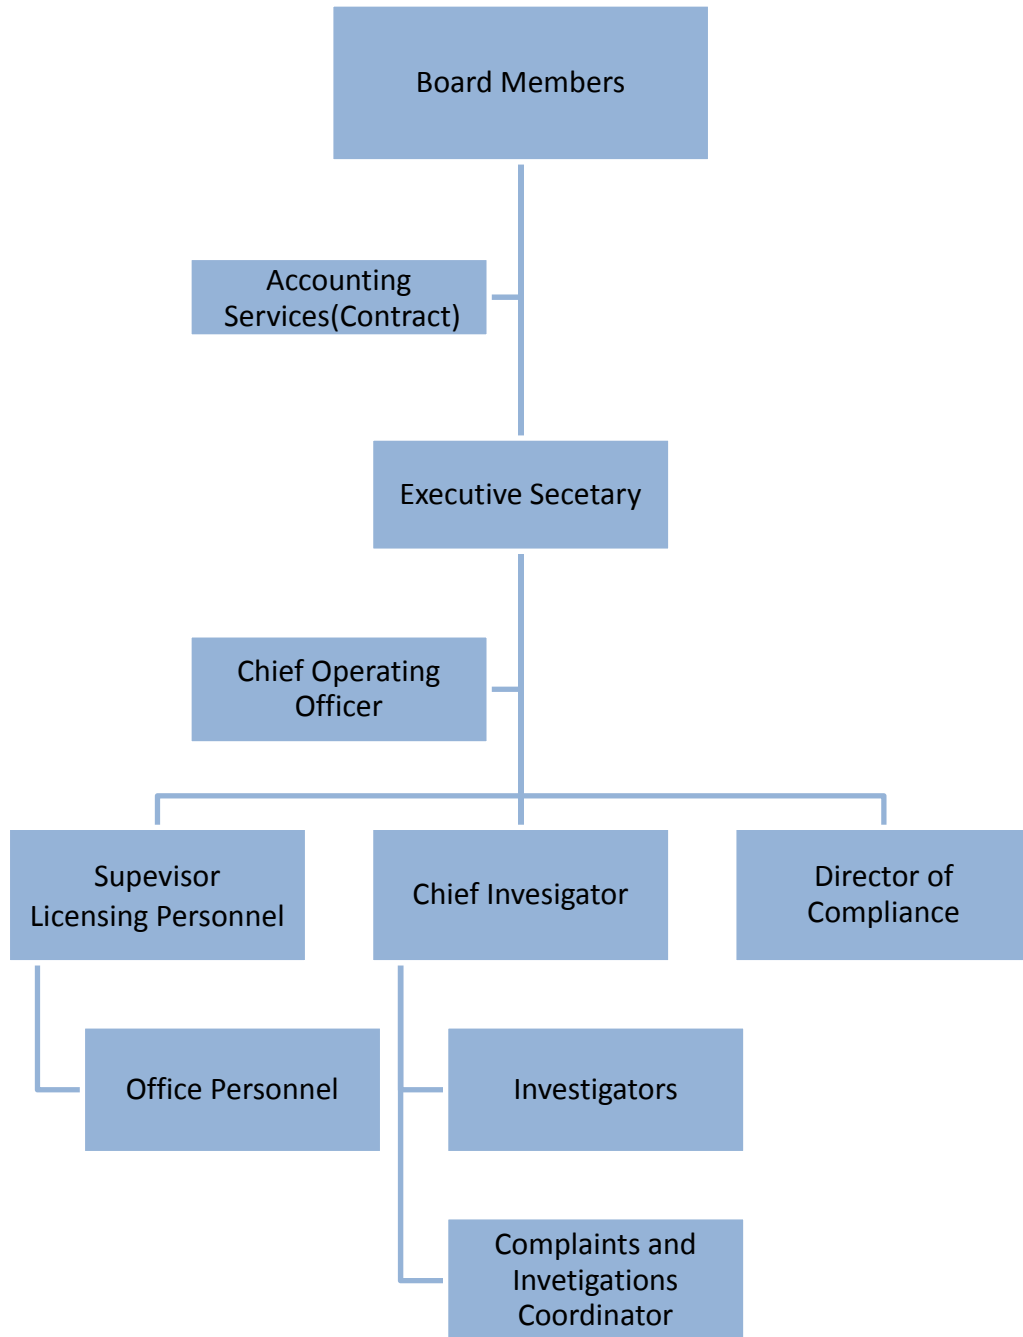 Board Members
Accounting
Services(Contract)
Executive Secetary
Chief Operating
Officer
Supevisor
Licensing Personnel
Chief Invesigator
Director of
Compliance
Office Personnel
Investigators
Complaints and
Invetigations
Coordinator